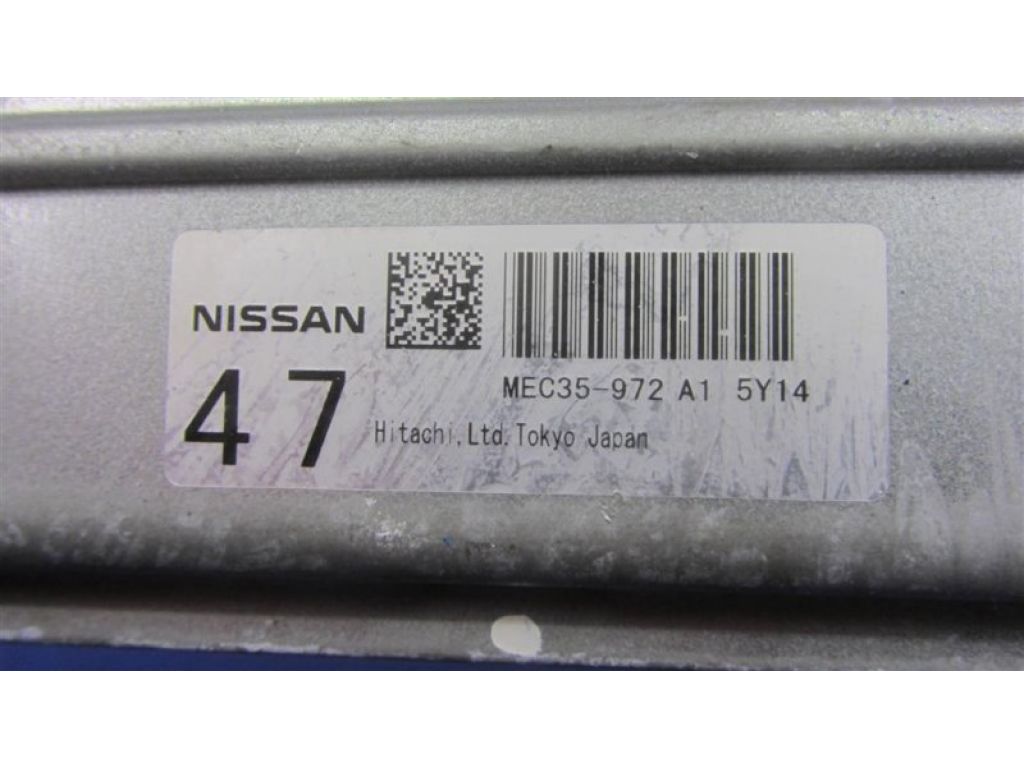 NISSAN
47
MEC35-972 A1 5Y14
Hitachi,Ltd.Tokyo Japan